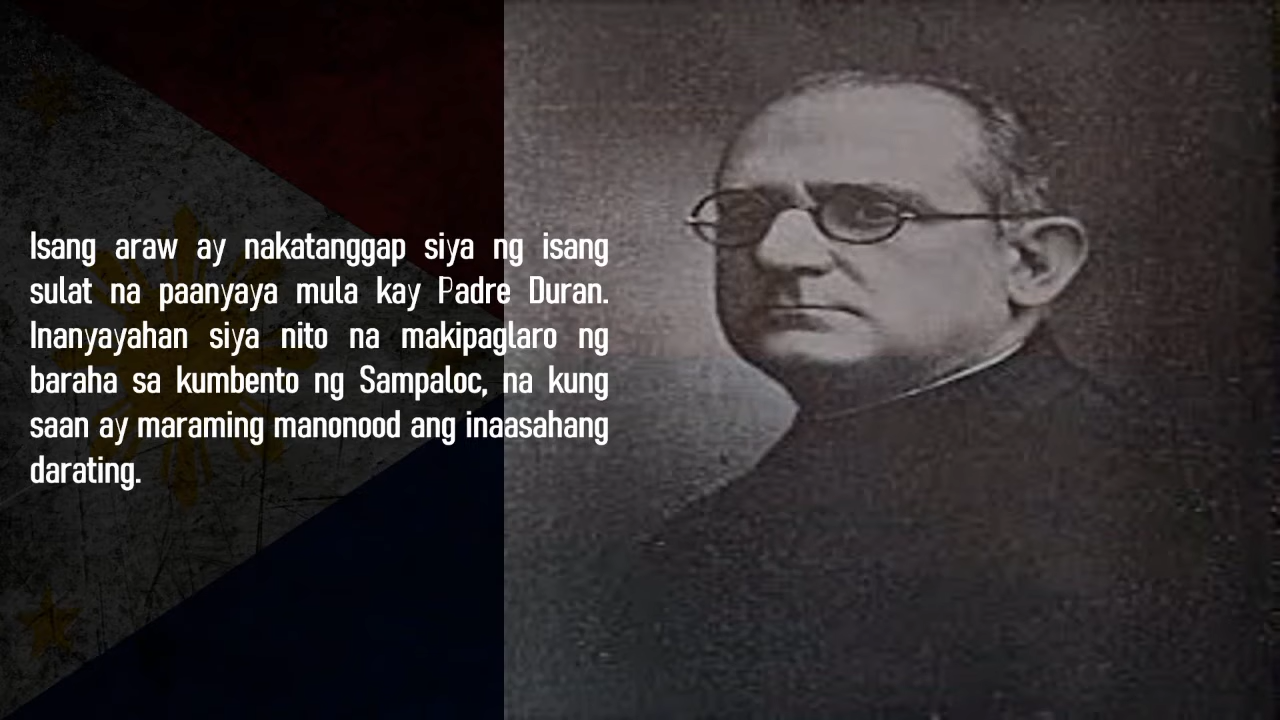 Isang araw ay nakatanggap siya ng isang
sulat na paanyaya mula kay Padre Duran.
Inanyayahan siya nito na makipaglaro ng
baraha sa kumbento ng Sampaloc, na kung
saan ay maraming manonood ang inaasahang
darating.